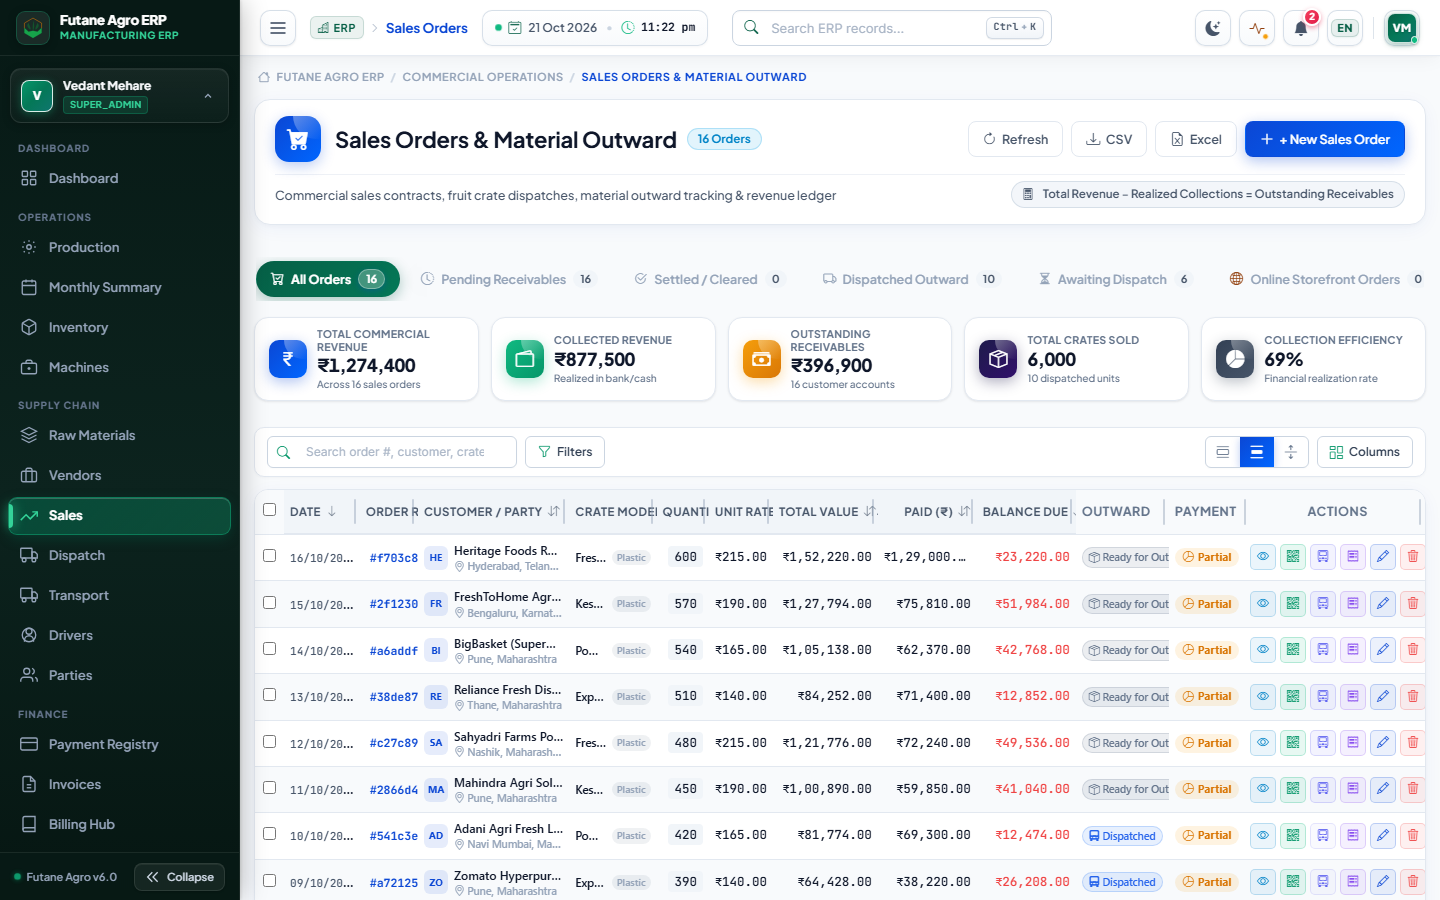 Futane Agro ERP
MANUFACTURING ERP
V
Vedant Mehare
SUPER_ADMIN
DASHBOARD
Dashboard
OPERATIONS
Production
Monthly Summary
Inventory
Machines
SUPPLY CHAIN
Raw Materials
Vendors
Sales
Dispatch
Transport
Drivers
Parties
FINANCE
Payment Registry
Invoices
Billing Hub
Futane Agro v6.0
Collapse
ERP
Sales Orders
21 Oct 2026
11:22 pm
Search ERP records...
Ctrl+K
2
EN
VM
FUTANE AGRO ERP / COMMERCIAL OPERATIONS / SALES ORDERS & MATERIAL OUTWARD
Sales Orders & Material Outward
16 Orders
Refresh
CSV
Excel
+ New Sales Order
Commercial sales contracts, fruit crate dispatches, material outward tracking & revenue ledger
Total Revenue − Realized Collections = Outstanding Receivables
All Orders 16
Pending Receivables 16
Settled / Cleared 0
Dispatched Outward 10
Awaiting Dispatch 6
Online Storefront Orders 0
TOTAL COMMERCIAL REVENUE
₹1,274,400
Across 16 sales orders
COLLECTED REVENUE
₹877,500
Realized in bank/cash
OUTSTANDING RECEIVABLES
₹396,900
16 customer accounts
TOTAL CRATES SOLD
6,000
10 dispatched units
COLLECTION EFFICIENCY
69%
Financial realization rate
Search order #, customer, crate
Filters
Columns
DATE ORDER R CUSTOMER / PARTY CRATE MODEL QUANTI UNIT RATE TOTAL VALUE PAID (₹) BALANCE DUE OUTWARD PAYMENT ACTIONS
16/10/20... #f703c8 HE Heritage Foods R... Fres... Plastic 600 ₹215.00 ₹1,52,220.00 ₹1,29,000.... ₹23,220.00 Ready for Out Partial
Hyderabad, Telan...
15/10/20... #2f1230 FR FreshToHome Agr... Kes... Plastic 570 ₹190.00 ₹1,27,794.00 ₹75,810.00 ₹51,984.00 Ready for Out Partial
Bengaluru, Karnat...
14/10/20... #a6addf BI BigBasket (Super... Po... Plastic 540 ₹165.00 ₹1,05,138.00 ₹62,370.00 ₹42,768.00 Ready for Out Partial
Pune, Maharashtra
13/10/20... #38de87 RE Reliance Fresh Dis... Exp... Plastic 510 ₹140.00 ₹84,252.00 ₹71,400.00 ₹12,852.00 Ready for Out Partial
Thane, Maharashtra
12/10/20... #c27c89 SA Sahyadri Farms Po... Fres... Plastic 480 ₹215.00 ₹1,21,776.00 ₹72,240.00 ₹49,536.00 Ready for Out Partial
Nashik, Maharash...
11/10/20... #2866d4 MA Mahindra Agri Sol... Kes... Plastic 450 ₹190.00 ₹1,00,890.00 ₹59,850.00 ₹41,040.00 Ready for Out Partial
Pune, Maharashtra
10/10/20... #541c3e AD Adani Agri Fresh L... Po... Plastic 420 ₹165.00 ₹81,774.00 ₹69,300.00 ₹12,474.00 Dispatched Partial
Navi Mumbai, Ma...
09/10/20... #a72125 ZO Zomato Hyperpur... Exp... Plastic 390 ₹140.00 ₹64,428.00 ₹38,220.00 ₹26,208.00 Dispatched Partial
Pune, Maharashtra